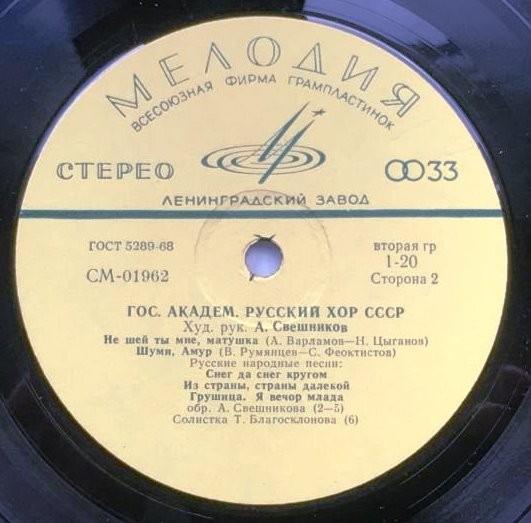 МЕЛОДИЯ
ВСЕСОЮЗНАЯ ФИРМА ГРАМПЛАСТИНОК
СТЕРЕО
33
ЛЕНИНГРАДСКИЙ ЗАВОД
ГОСТ 5289-68
СМ-01962
вторая гр
1-20
Сторона 2
ГОС. АКАДЕМ. РУССКИЙ ХОР СССР
Худ. рук. А. Свешников
Не шей ты мне, матушка (А. Варламов—Н. Цыганов)
Шуми, Амур (В. Румянцев—С. Феоктистов)
Русские народные песни:
Снег да снег кругом
Из страны, страны далекой
Грушица. Я вечор млада
обр. А. Свешникова (2—5)
Солистка Т. Благосклонова (6)